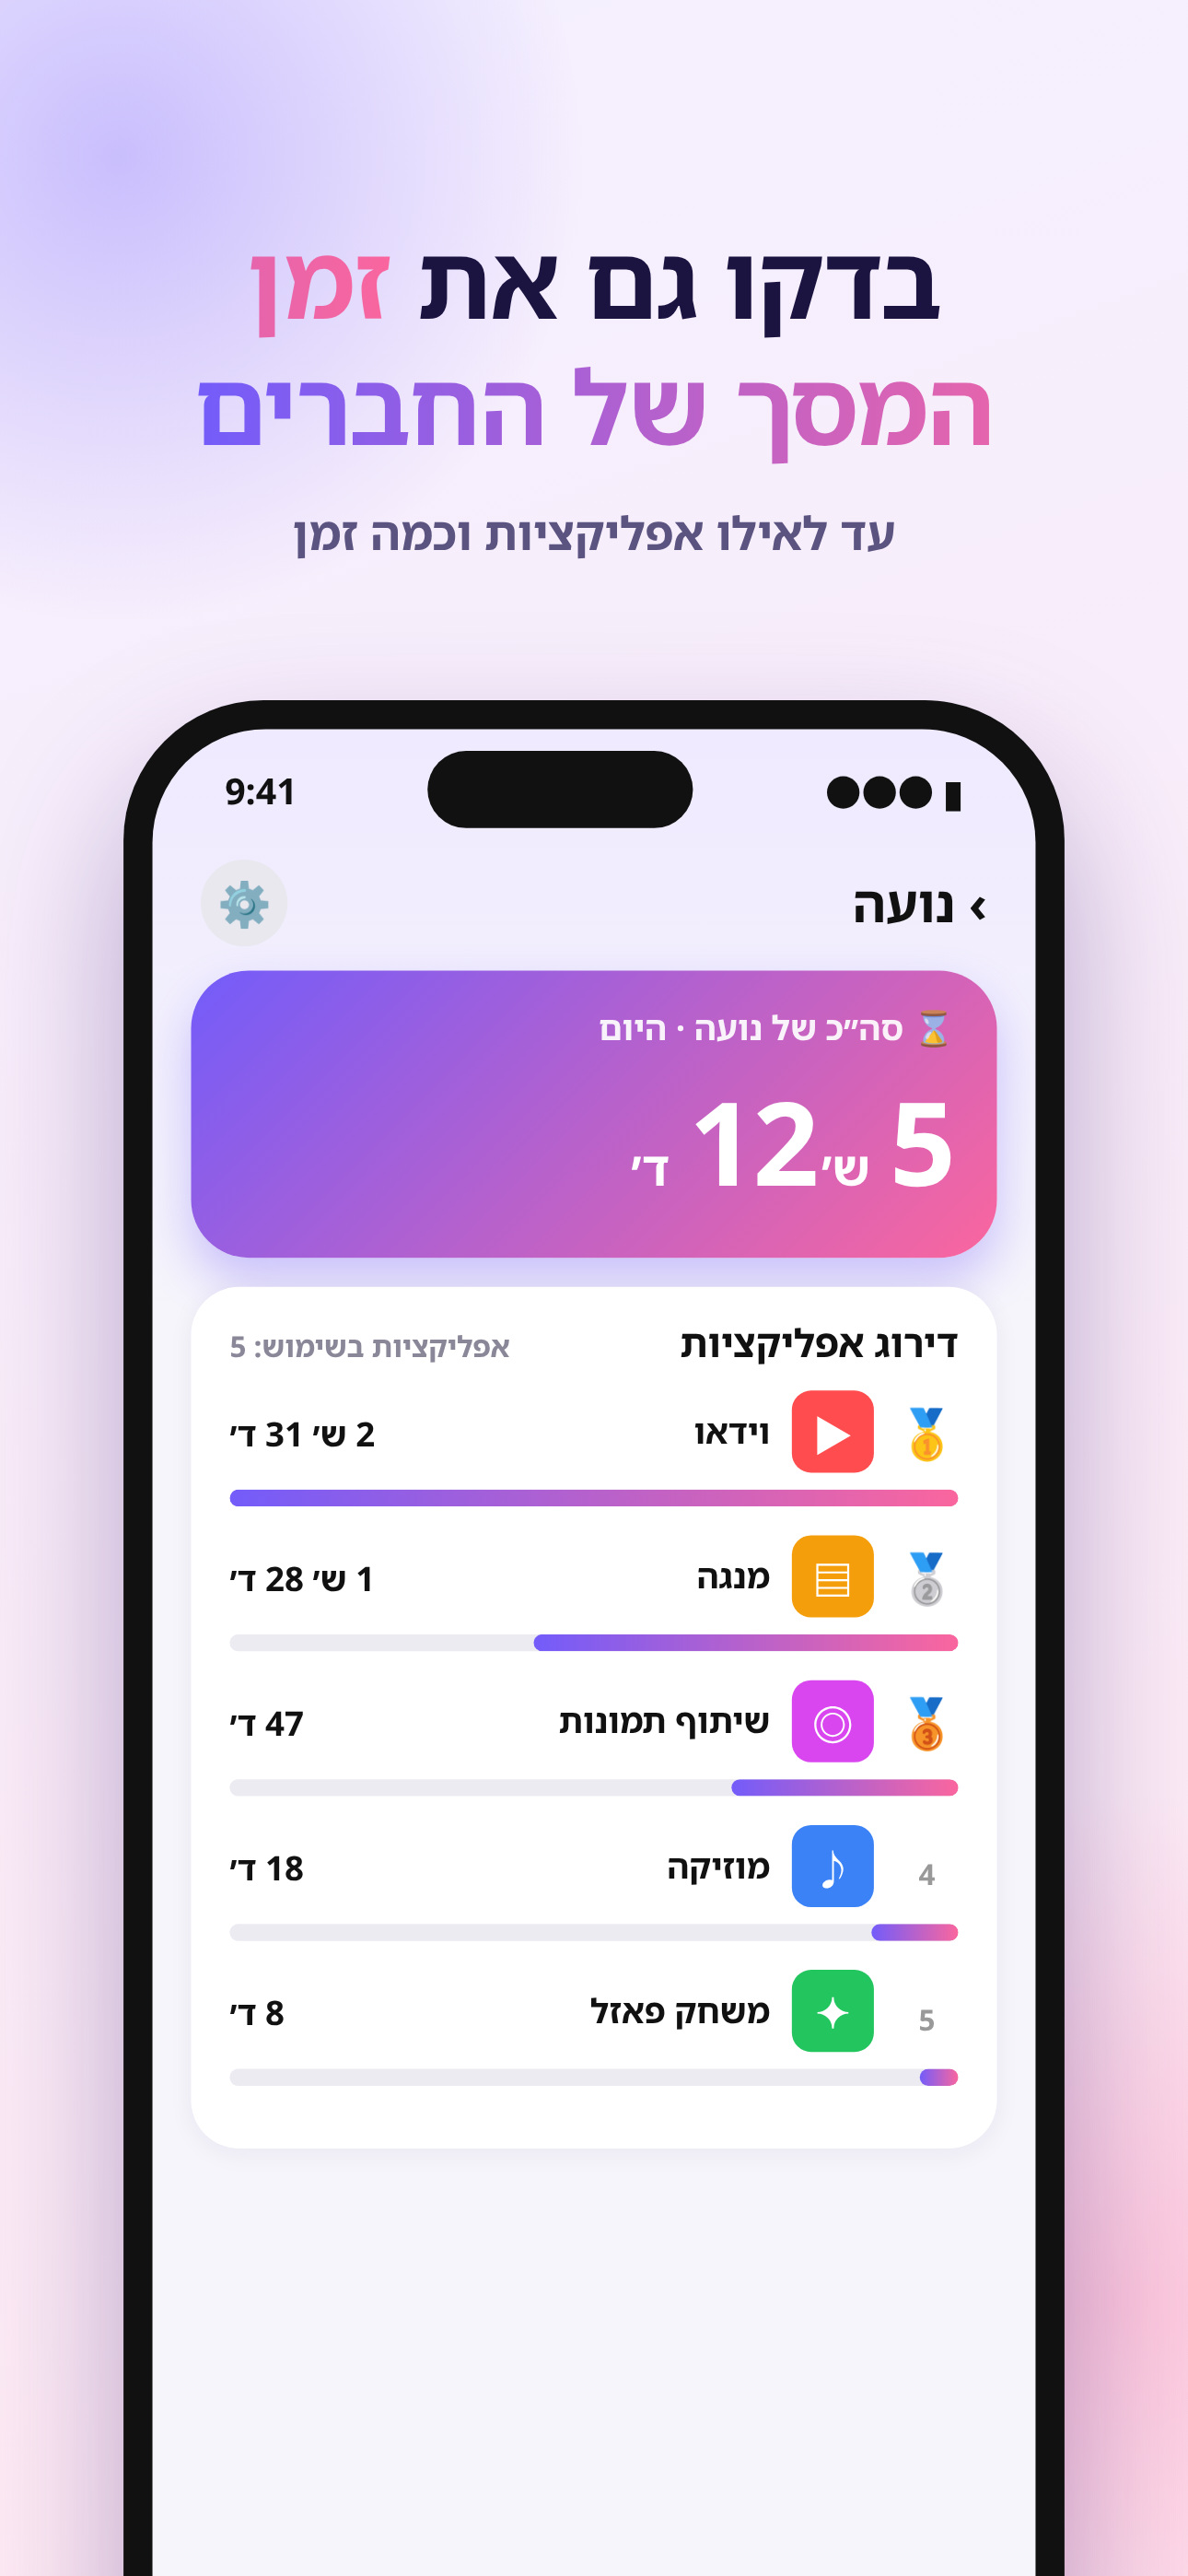 בדקו גם את זמן
המסך של החברים
עד לאילו אפליקציות וכמה זמן
9:41
› נועה
⌛ סה״כ של נועה · היום
5 ש׳ 12 ד׳
דירוג אפליקציות
אפליקציות בשימוש: 5
🥇 וידאו 2 ש׳ 31 ד׳
🥈 מנגה 1 ש׳ 28 ד׳
🥉 שיתוף תמונות 47 ד׳
4 מוזיקה 18 ד׳
5 משחק פאזל 8 ד׳